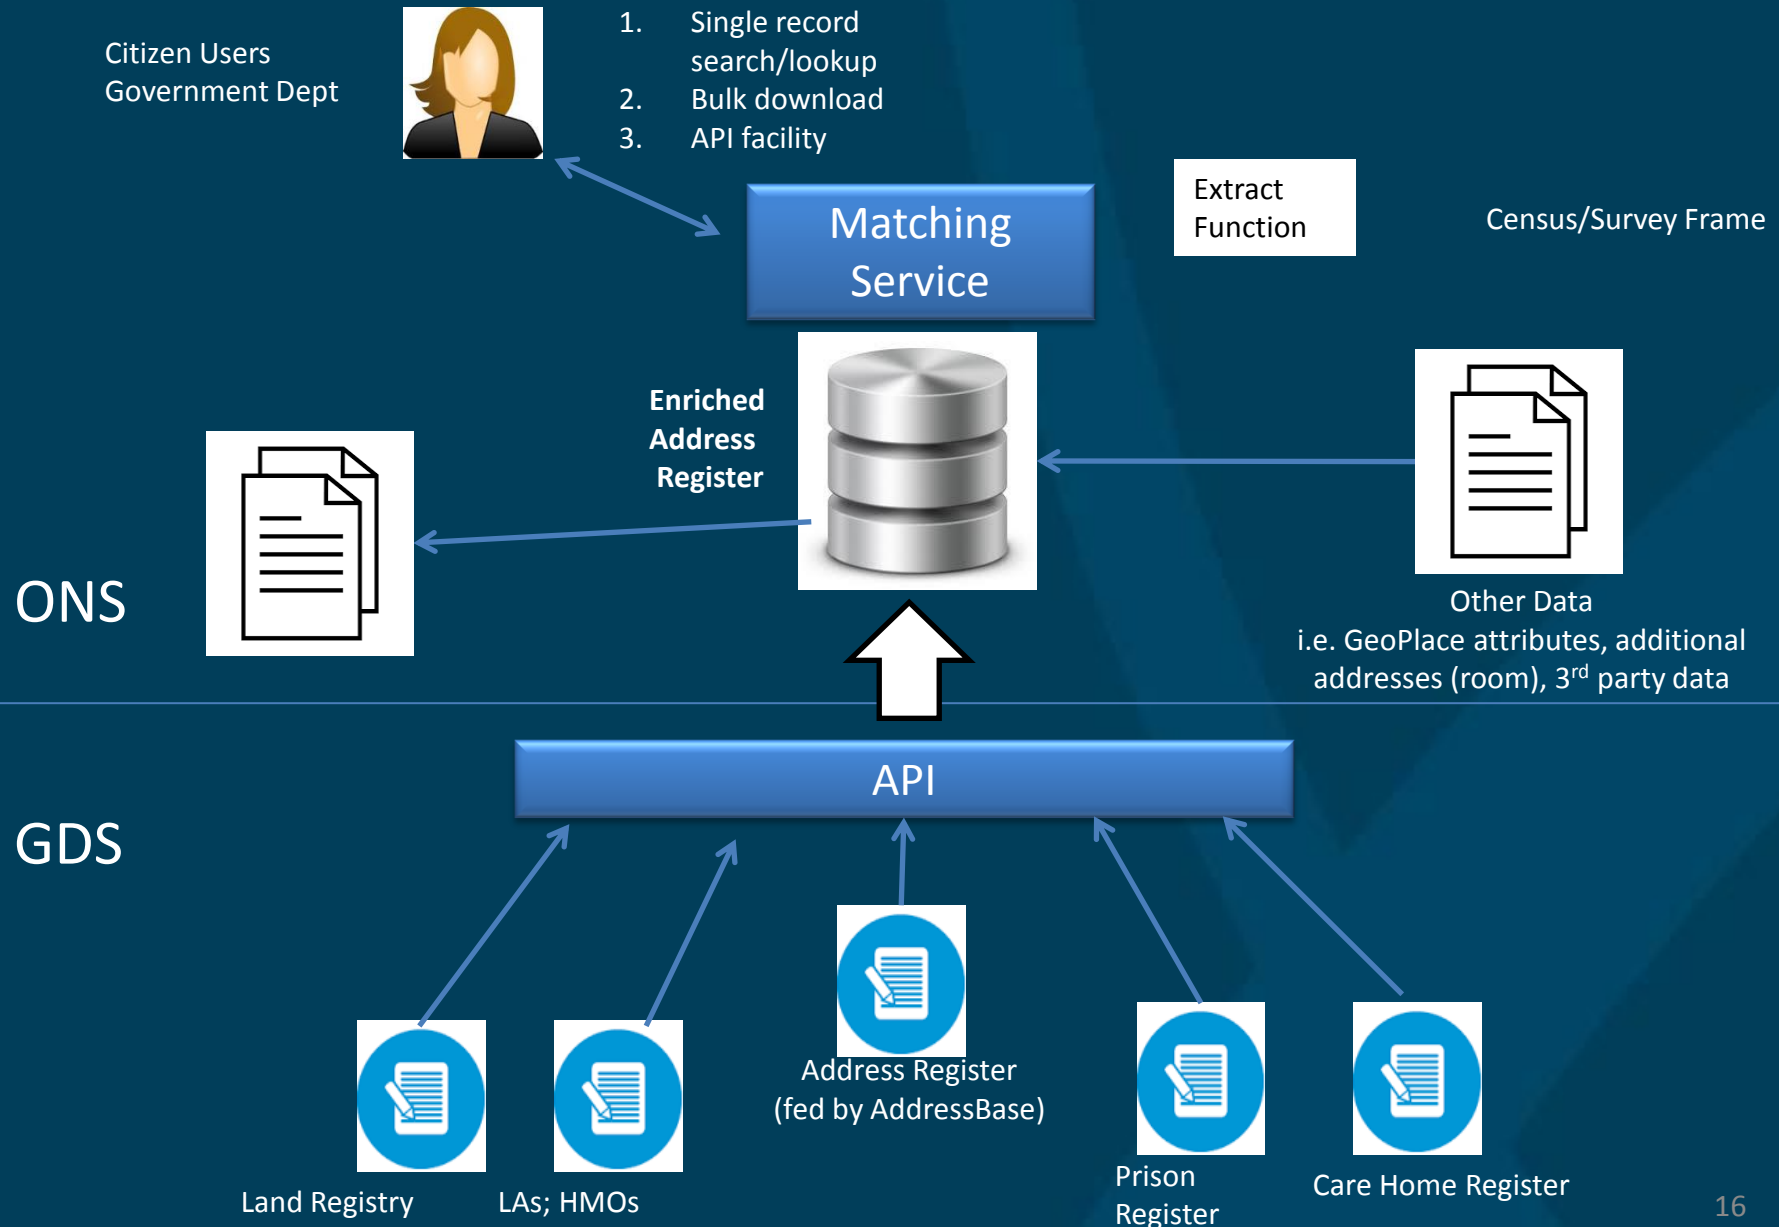 Citizen Users
Government Dept
1. Single record
search/lookup
2. Bulk download
3. API facility
Matching
Service
Extract
Function
Census/Survey Frame
Enriched
Address
Register
ONS
Other Data
i.e. GeoPlace attributes, additional
addresses (room), 3rd party data
API
GDS
Address Register
(fed by AddressBase)
Land Registry
LAs; HMOs
Prison
Register
Care Home Register
16